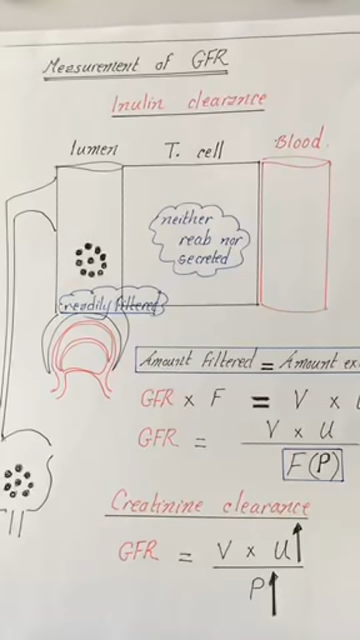 Measurement of GFR
Inulin clearance
lumen T. cell Blood
neither
reab nor
secreted
readily filtered
Amount filtered = Amount ex
GFR x F = V x U
GFR = V x U
F(P)
Creatinine clearance
GFR = V x U↑
P↑